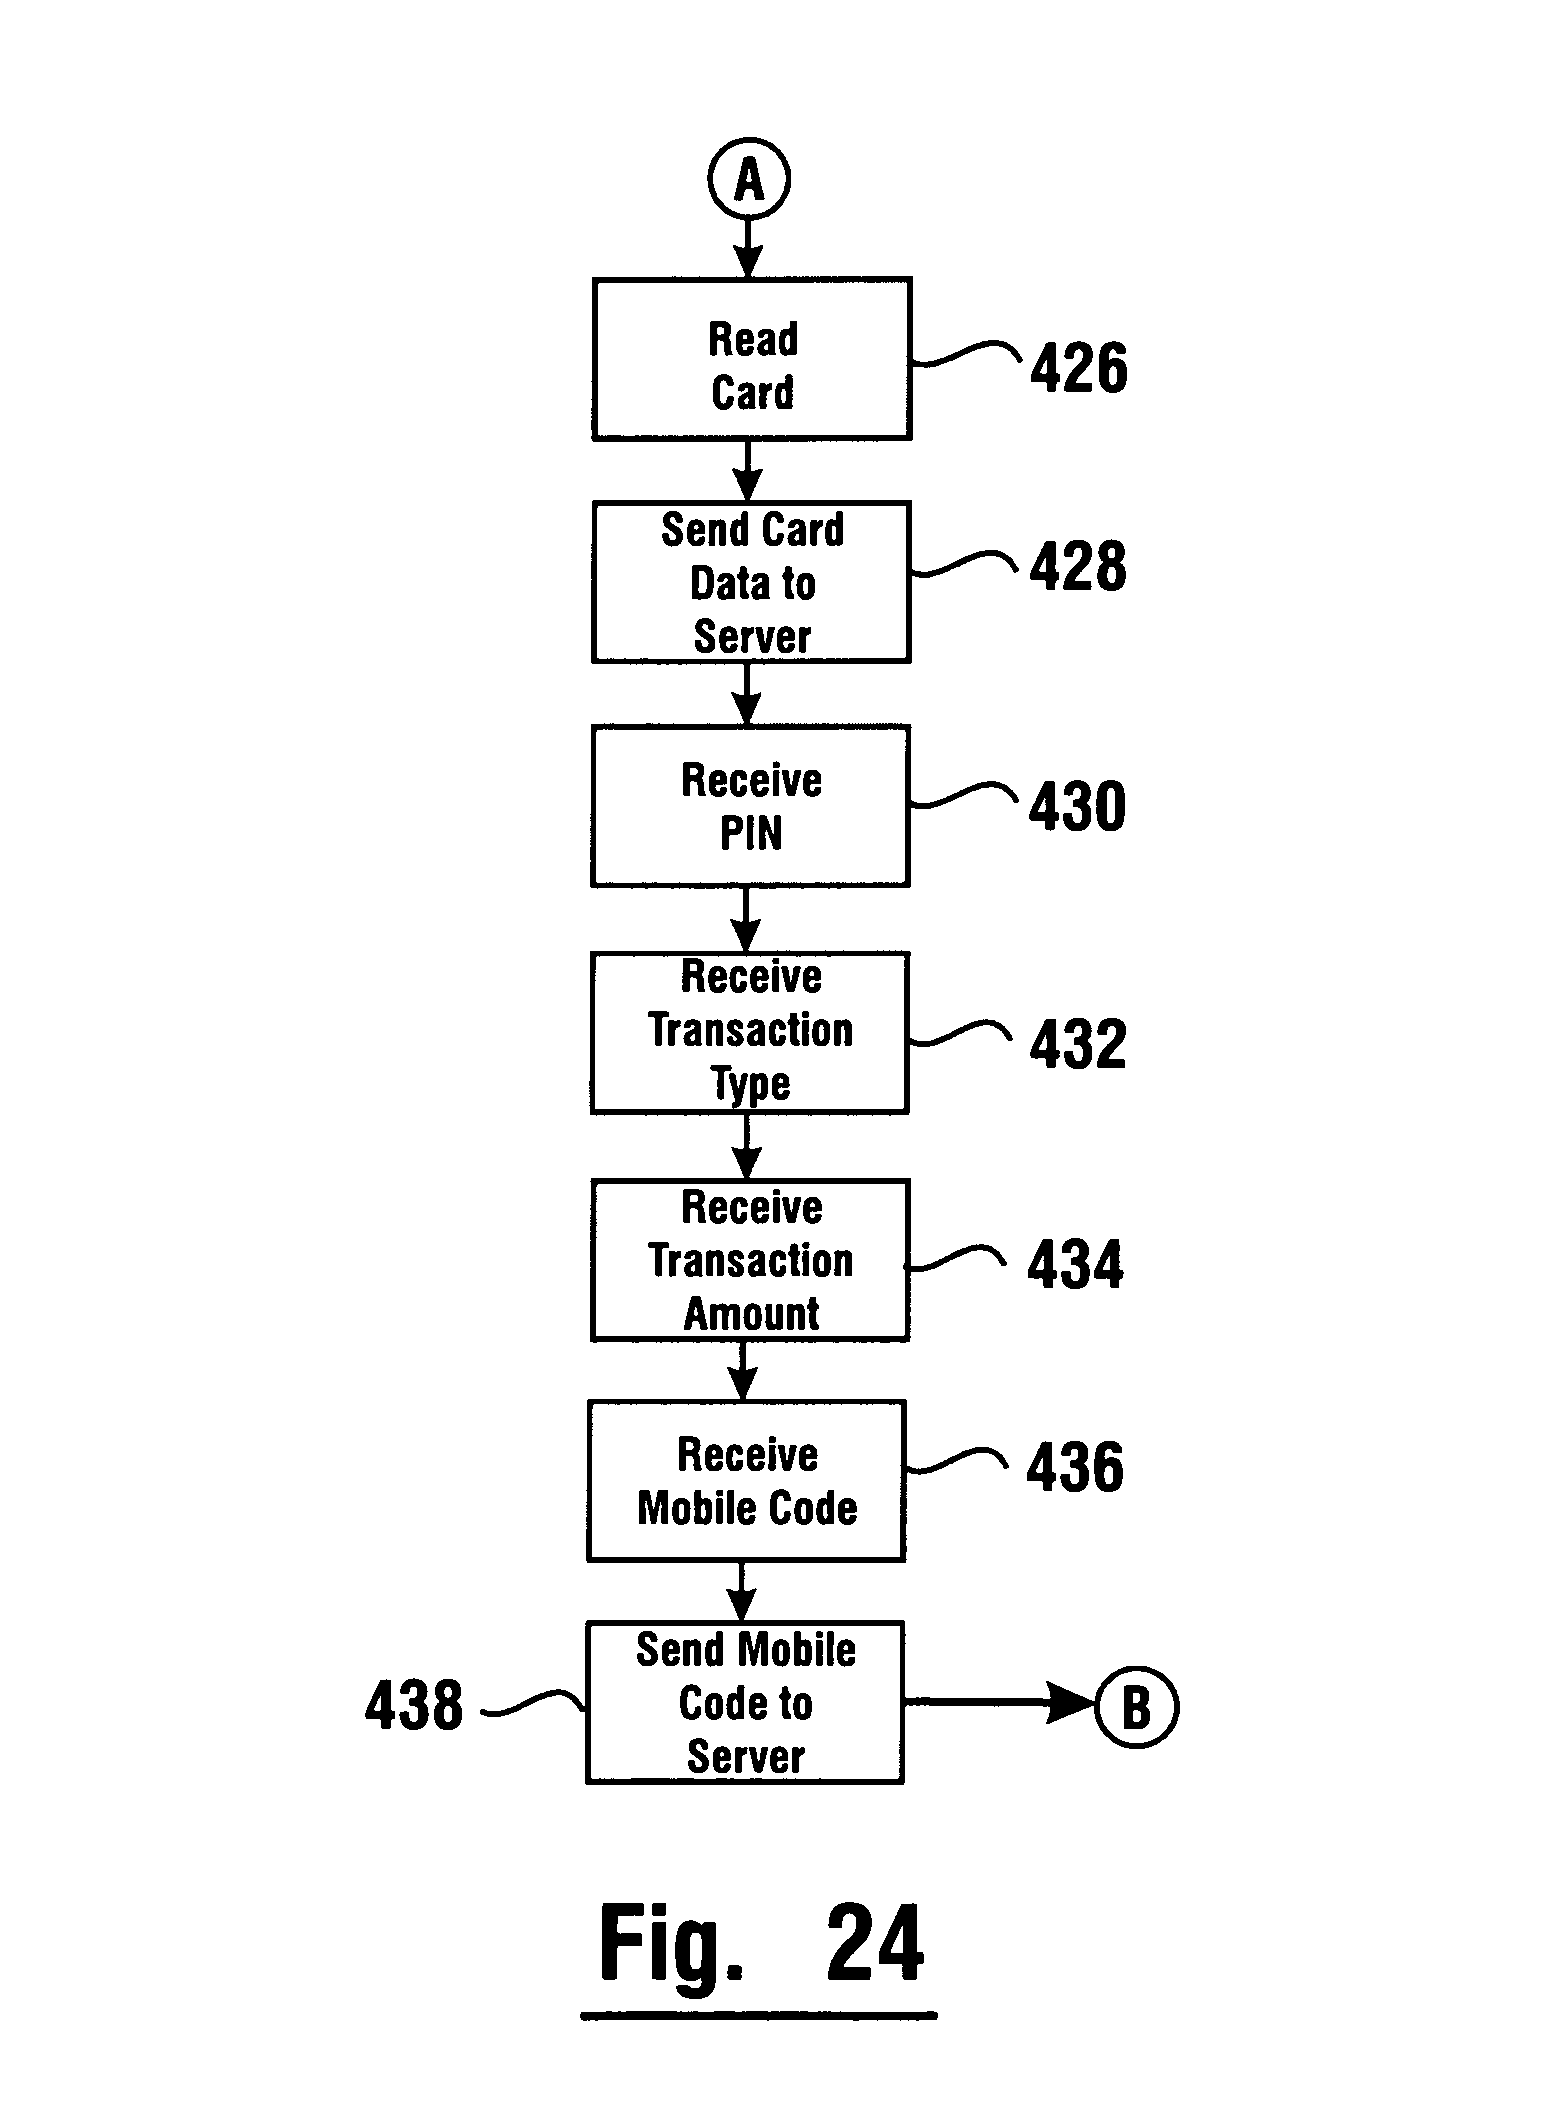 A
Read
Card
426
Send Card
Data to
Server
428
Receive
PIN
430
Receive
Transaction
Type
432
Receive
Transaction
Amount
434
Receive
Mobile Code
436
Send Mobile
Code to
Server
438
B
Fig. 24